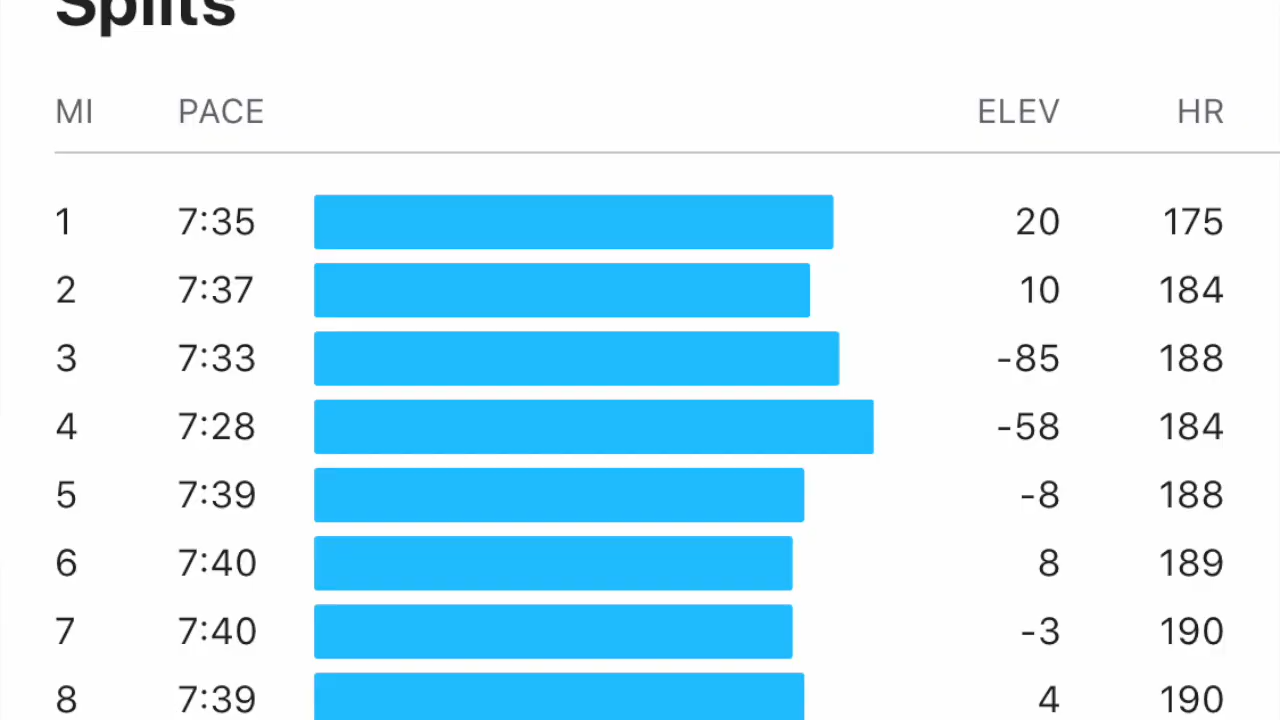 Splits
MI PACE ELEV HR
1 7:35 20 175
2 7:37 10 184
3 7:33 -85 188
4 7:28 -58 184
5 7:39 -8 188
6 7:40 8 189
7 7:40 -3 190
8 7:39 4 190